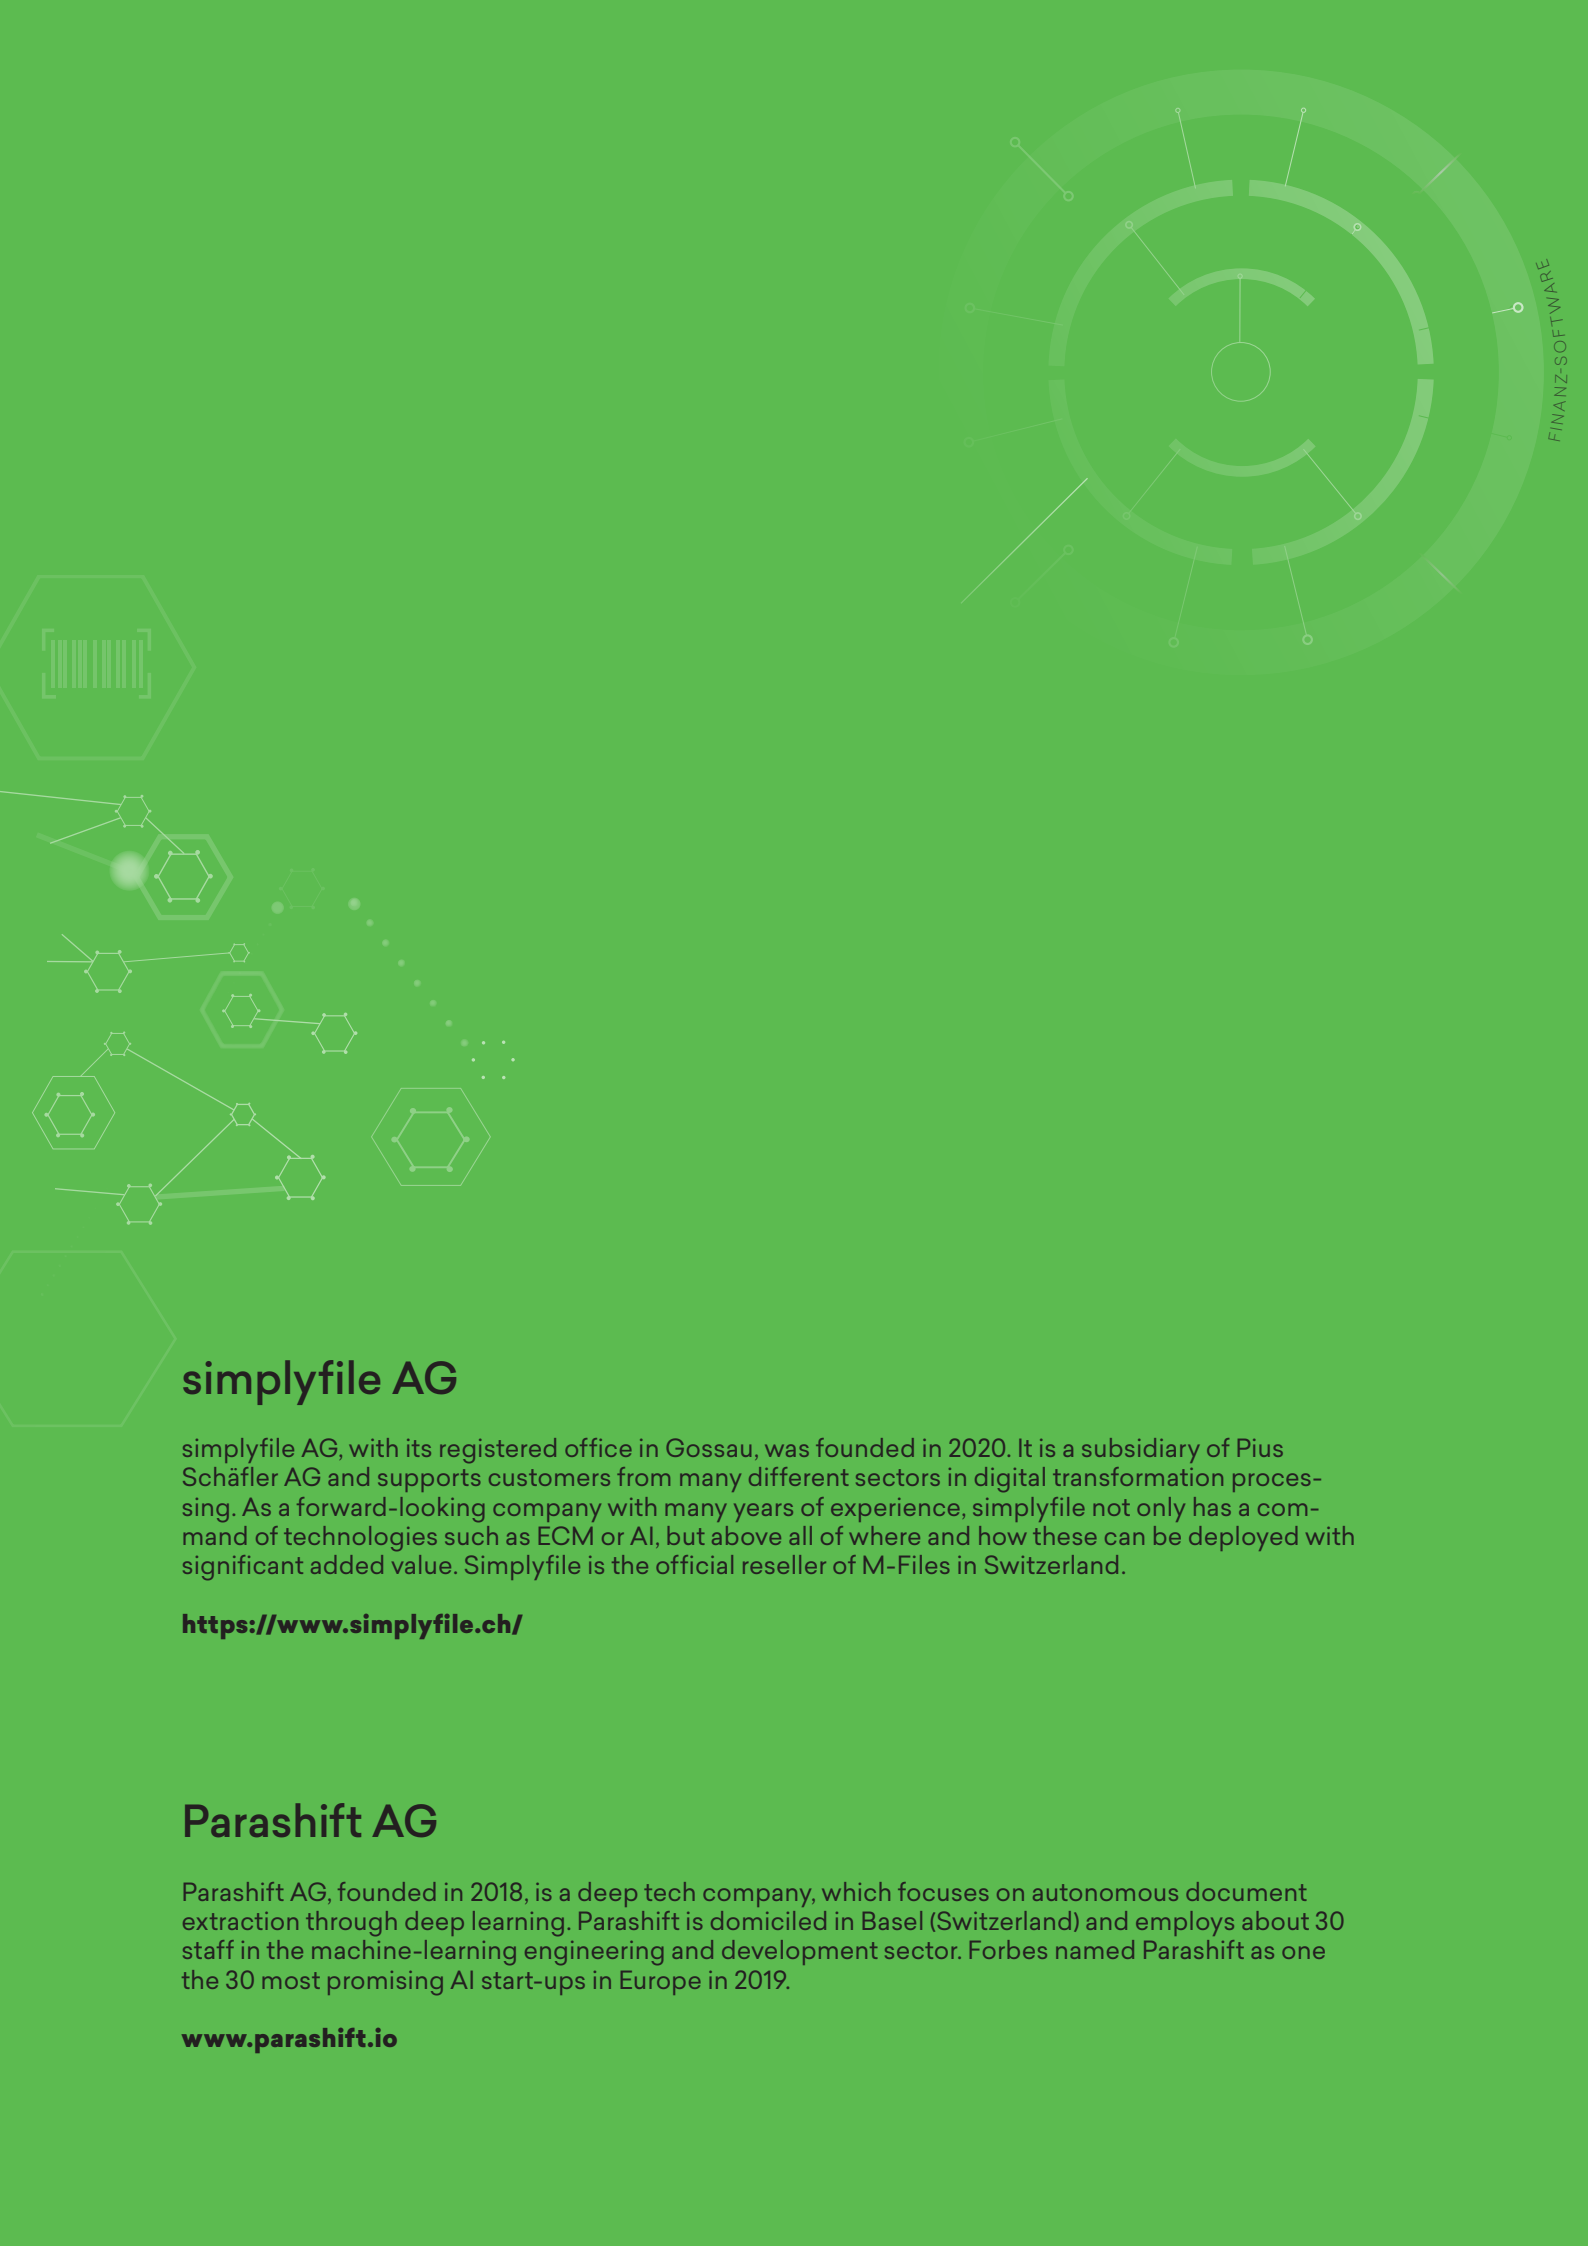 FINANZ-SOFTWARE
simplyfile AG
simplyfile AG, with its registered office in Gossau, was founded in 2020. It is a subsidiary of Pius
Schäfler AG and supports customers from many different sectors in digital transformation proces-
sing. As a forward-looking company with many years of experience, simplyfile not only has a com-
mand of technologies such as ECM or AI, but above all of where and how these can be deployed with
significant added value. Simplyfile is the official reseller of M-Files in Switzerland.
https://www.simplyfile.ch/
Parashift AG
Parashift AG, founded in 2018, is a deep tech company, which focuses on autonomous document
extraction through deep learning. Parashift is domiciled in Basel (Switzerland) and employs about 30
staff in the machine-learning engineering and development sector. Forbes named Parashift as one
the 30 most promising AI start-ups in Europe in 2019.
www.parashift.io